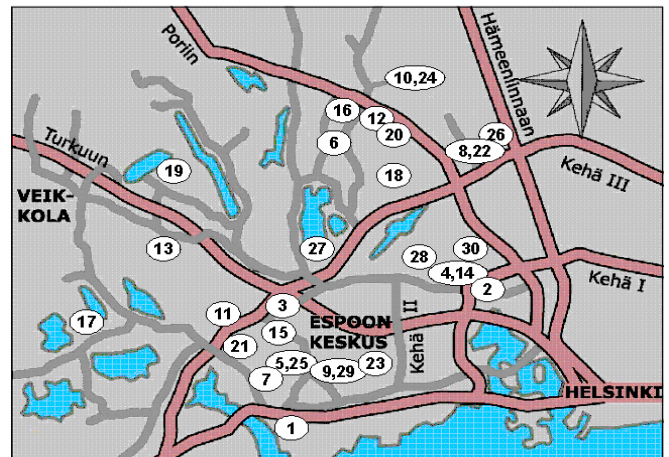 Poriin
Hämeenlinnaan
10,24
16
12
20
26
8,22
6
Turkuun
Kehä III
19
18
VEIK-
KOLA
13
27
28
30
4,14
2
Kehä I
3
11
17
ESPOON
KESKUS
Kehä II
15
21
5,25
9,29
23
7
HELSINKI
1